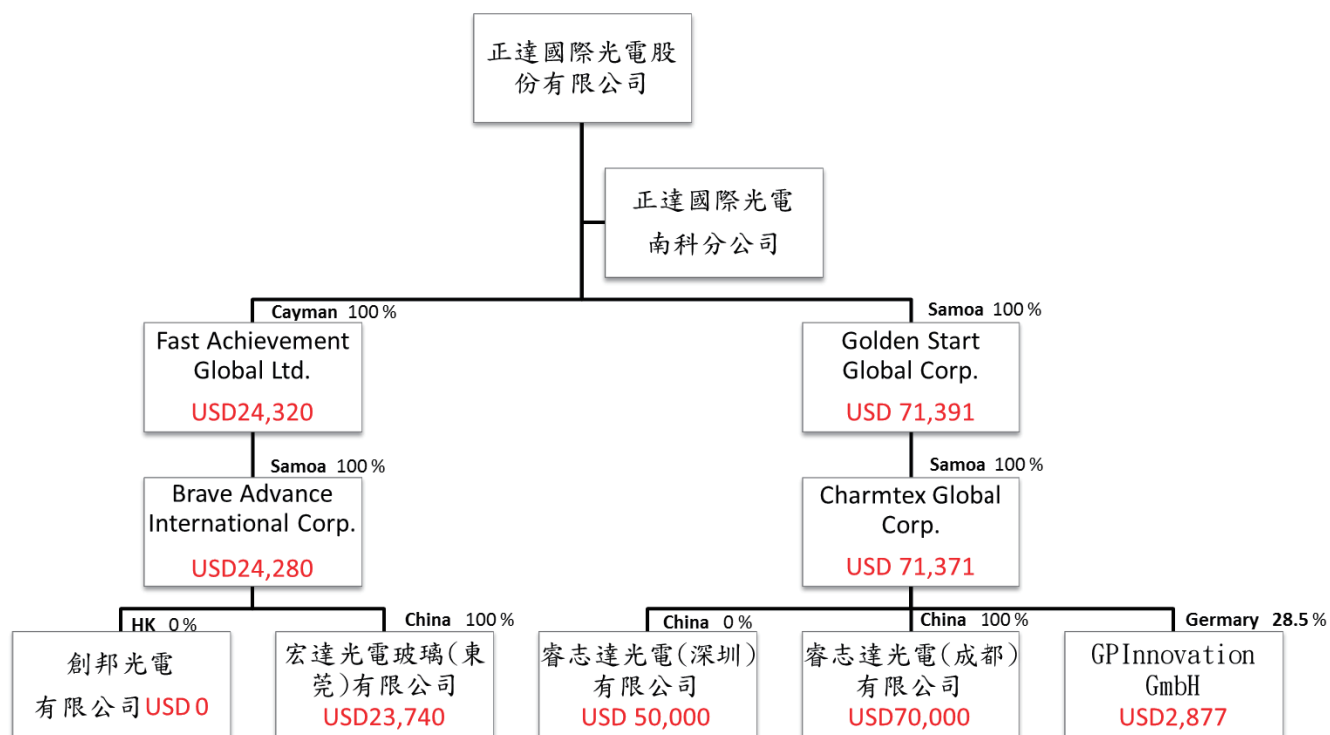 正達國際光電股
份有限公司
正達國際光電
南科分公司
Cayman 100 %
Samoa 100 %
Fast Achievement
Global Ltd.
USD24,320
Golden Start
Global Corp.
USD 71,391
Samoa 100 %
Samoa 100 %
Brave Advance
International Corp.
USD24,280
Charmtex Global
Corp.
USD 71,371
HK 0 %
China 100 %
China 0 %
China 100 %
Germany 28.5 %
創邦光電
有限公司USD 0
宏達光電玻璃(東
莞)有限公司
USD23,740
睿志達光電(深圳)
有限公司
USD 50,000
睿志達光電(成都)
有限公司
USD70,000
GPInnovation
GmbH
USD2,877